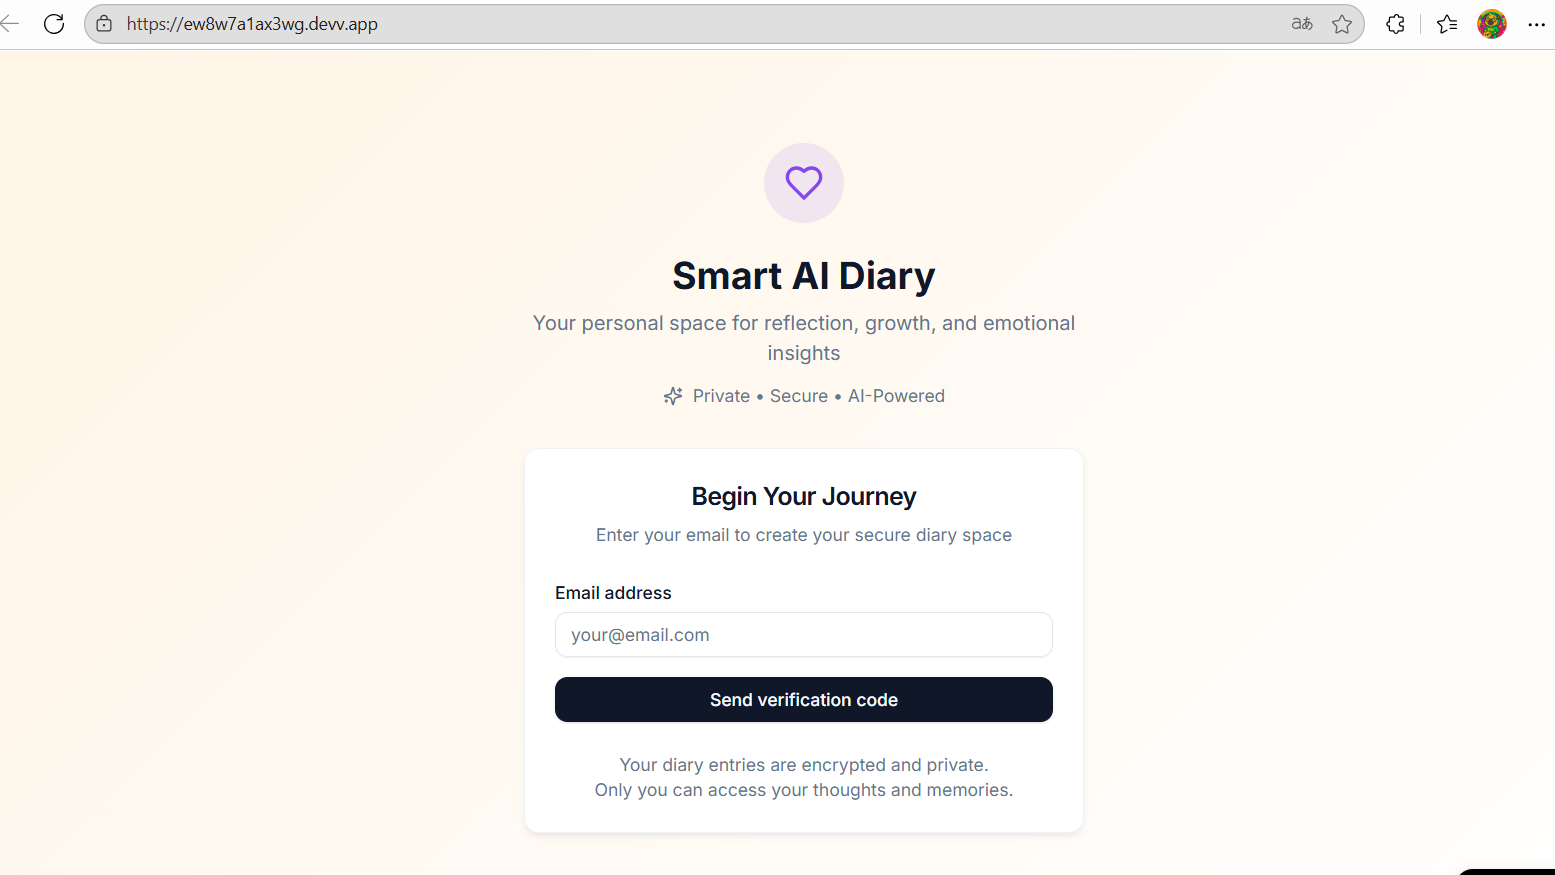 https://ew8w7a1ax3wg.devv.app
aあ
Smart AI Diary
Your personal space for reflection, growth, and emotional
insights
Private • Secure • AI-Powered
Begin Your Journey
Enter your email to create your secure diary space
Email address
your@email.com
Send verification code
Your diary entries are encrypted and private.
Only you can access your thoughts and memories.